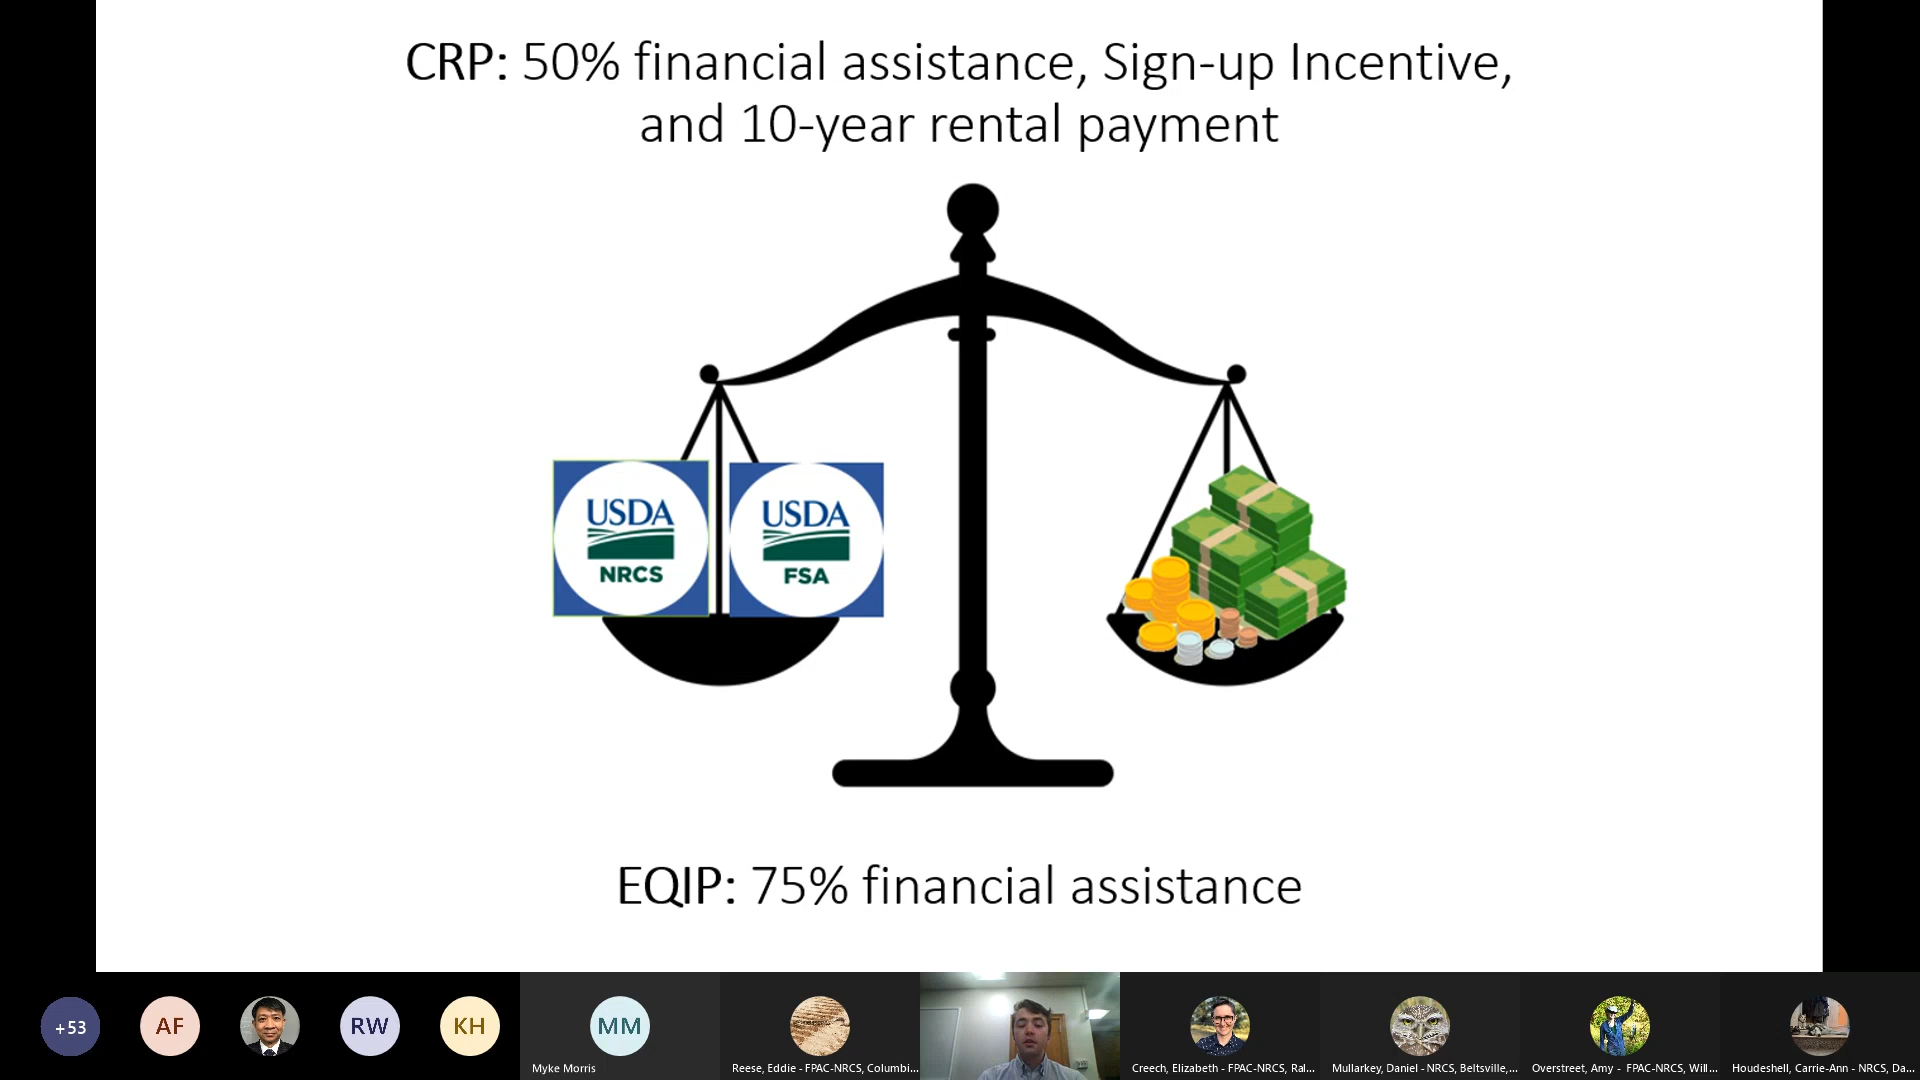 CRP: 50% financial assistance, Sign-up Incentive,
and 10-year rental payment
USDA
NRCS
USDA
FSA
EQIP: 75% financial assistance
+53
AF
RW
KH
MM
Myke Morris
Reese, Eddie - FPAC-NRCS, Columbi...
Creech, Elizabeth - FPAC-NRCS, Ral...
Mullarkey, Daniel - NRCS, Beltsville,...
Overstreet, Amy - FPAC-NRCS, Will...
Houdeshell, Carrie-Ann - NRCS, Da...